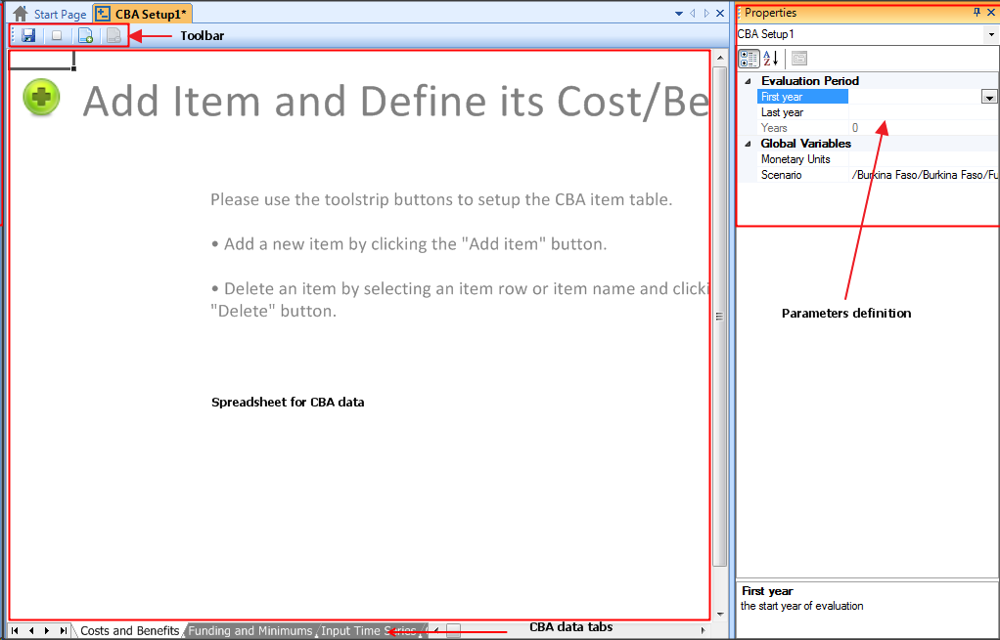 Start Page CBA Setup1*
Toolbar
Add Item and Define its Cost/Be
Please use the toolstrip buttons to setup the CBA item table.
• Add a new item by clicking the "Add item" button.
• Delete an item by selecting an item row or item name and clicki
"Delete" button.
Spreadsheet for CBA data
Costs and Benefits Funding and Minimums Input Time Series
CBA data tabs
Properties
CBA Setup1
Evaluation Period
First year
Last year
Years 0
Global Variables
Monetary Units
Scenario /Burkina Faso/Burkina Faso/Fu
Parameters definition
First year
the start year of evaluation